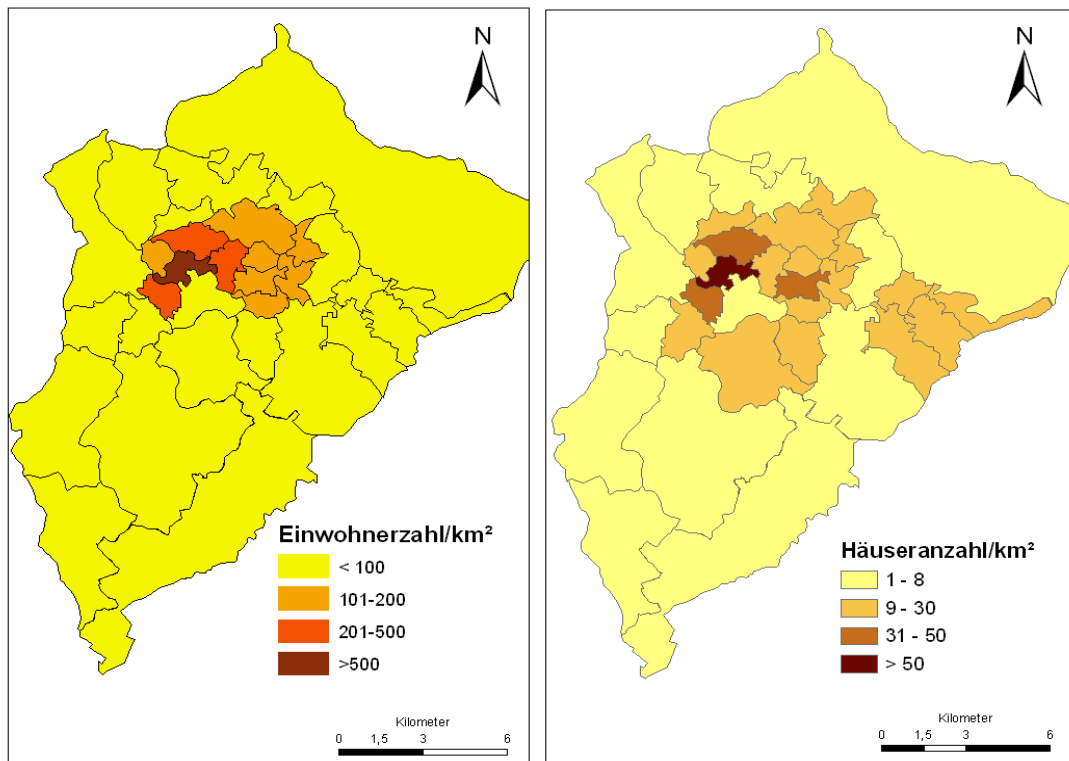 N
Einwohnerzahl/km²
< 100
101-200
201-500
>500
Kilometer
0 1,5 3 6
N
Häuseranzahl/km²
1 - 8
9 - 30
31 - 50
> 50
Kilometer
0 1,5 3 6